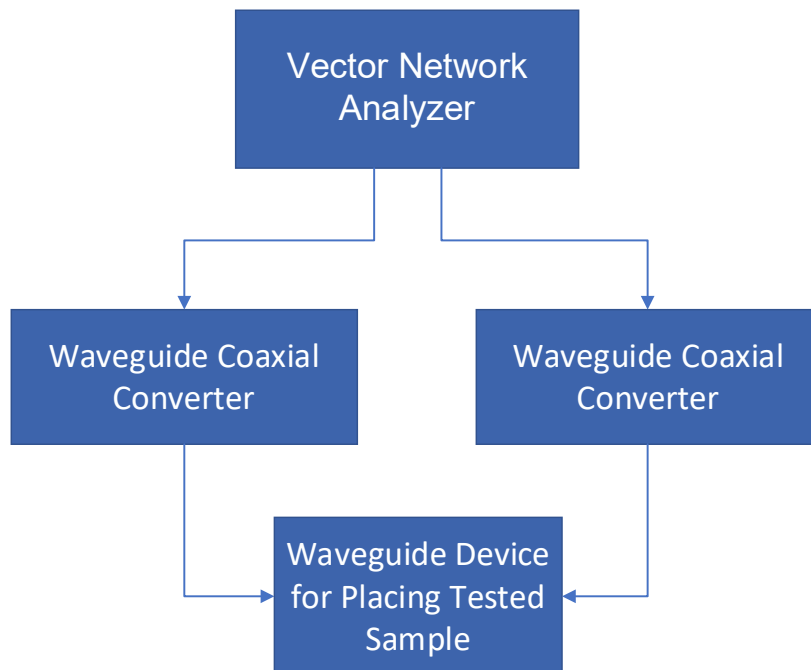 Vector Network
Analyzer
Waveguide Coaxial
Converter
Waveguide Coaxial
Converter
Waveguide Device
for Placing Tested
Sample